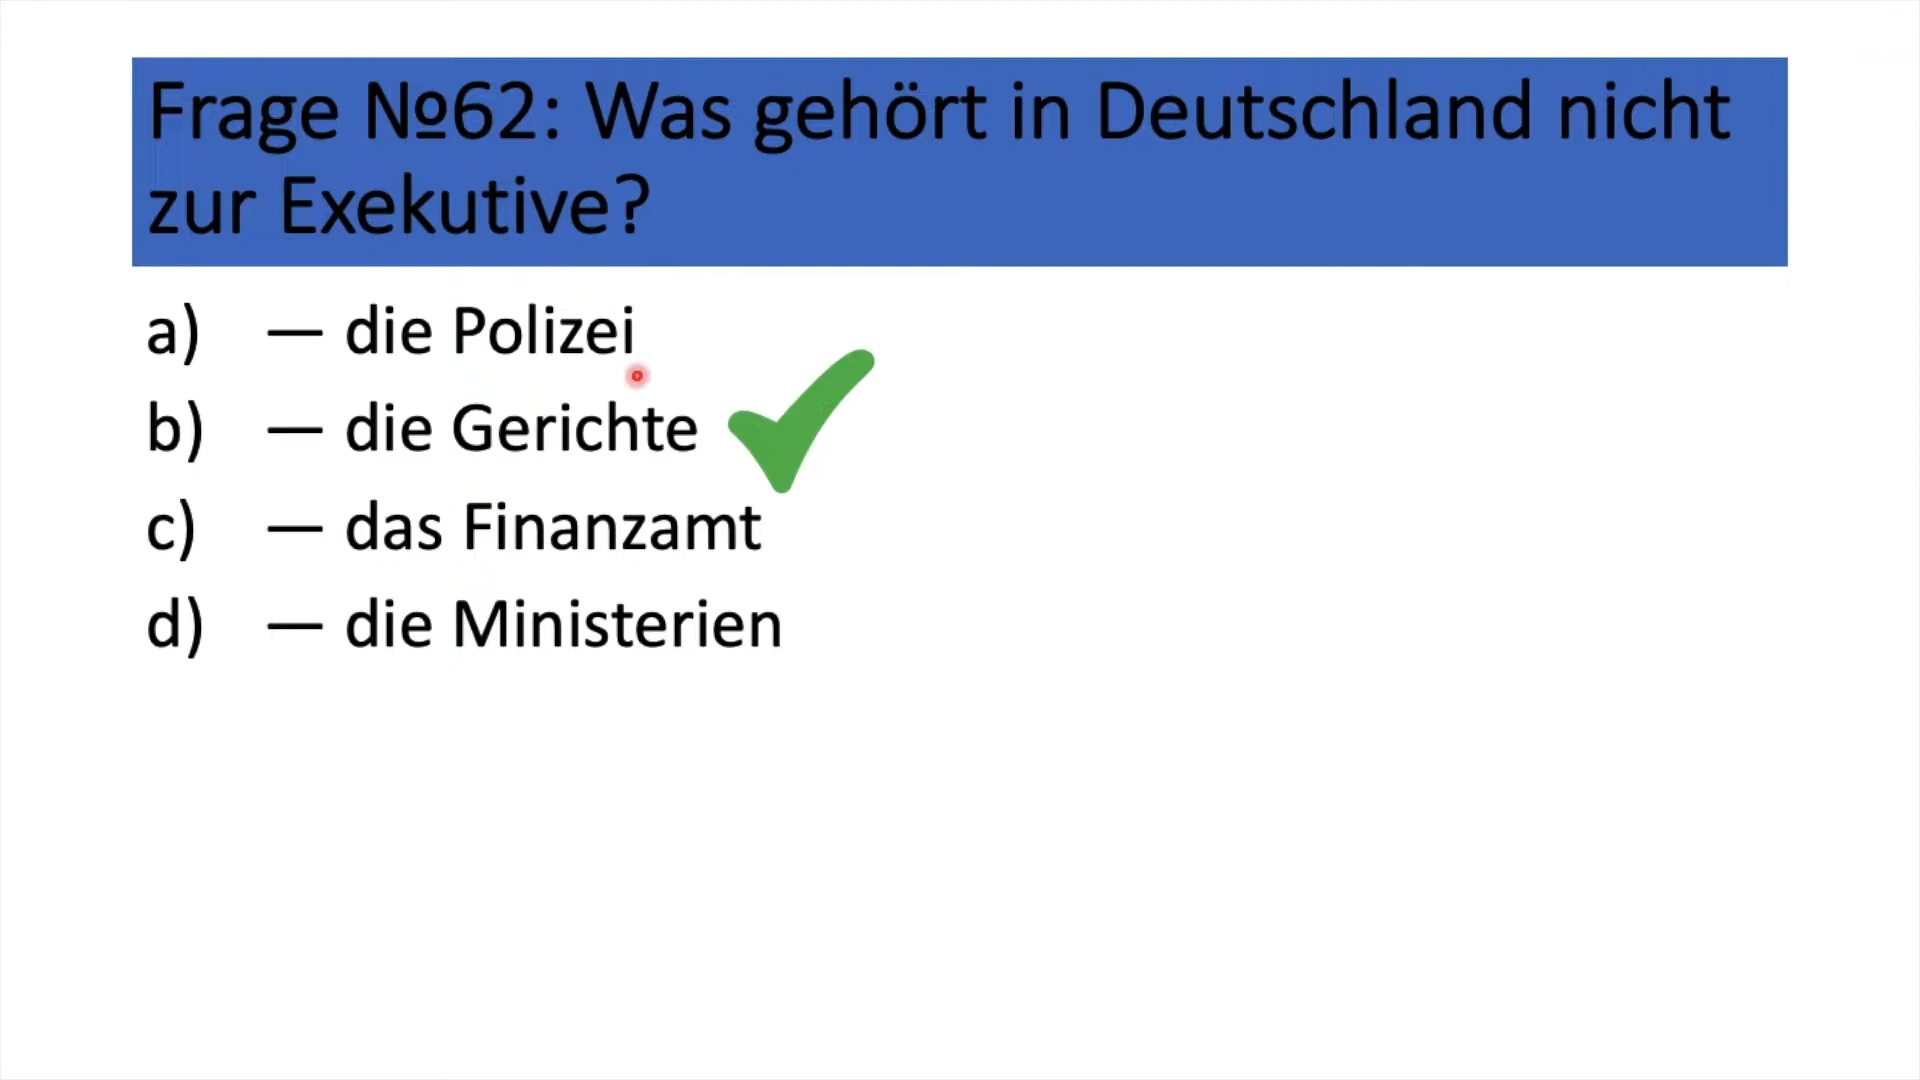 Frage №62: Was gehört in Deutschland nicht
zur Exekutive?
a) — die Polizei
b) — die Gerichte
c) — das Finanzamt
d) — die Ministerien